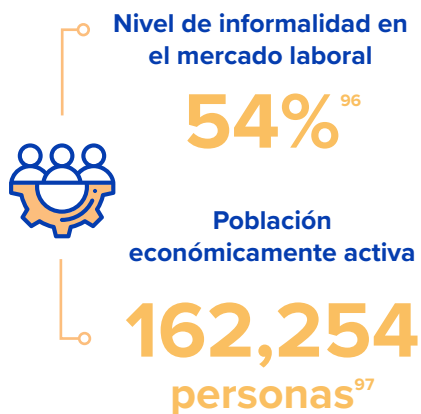 Nivel de informalidad en
el mercado laboral
54%96
Población
económicamente activa
162,254
personas97